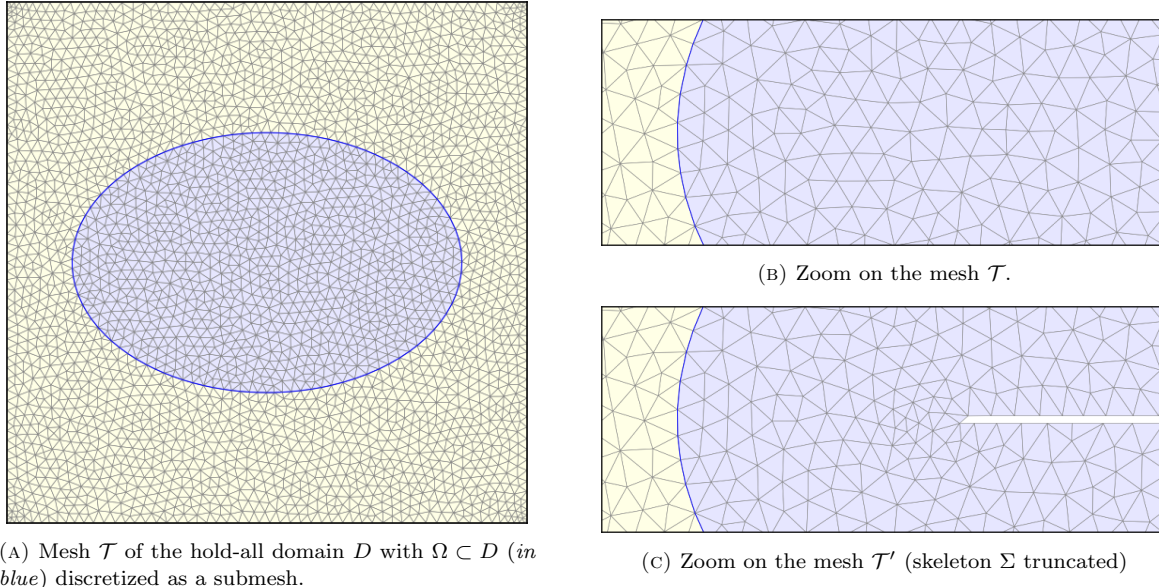 (B) Zoom on the mesh 𝒯.
(A) Mesh 𝒯 of the hold-all domain D with Ω ⊂ D (in
blue) discretized as a submesh.
(C) Zoom on the mesh 𝒯′ (skeleton Σ truncated)